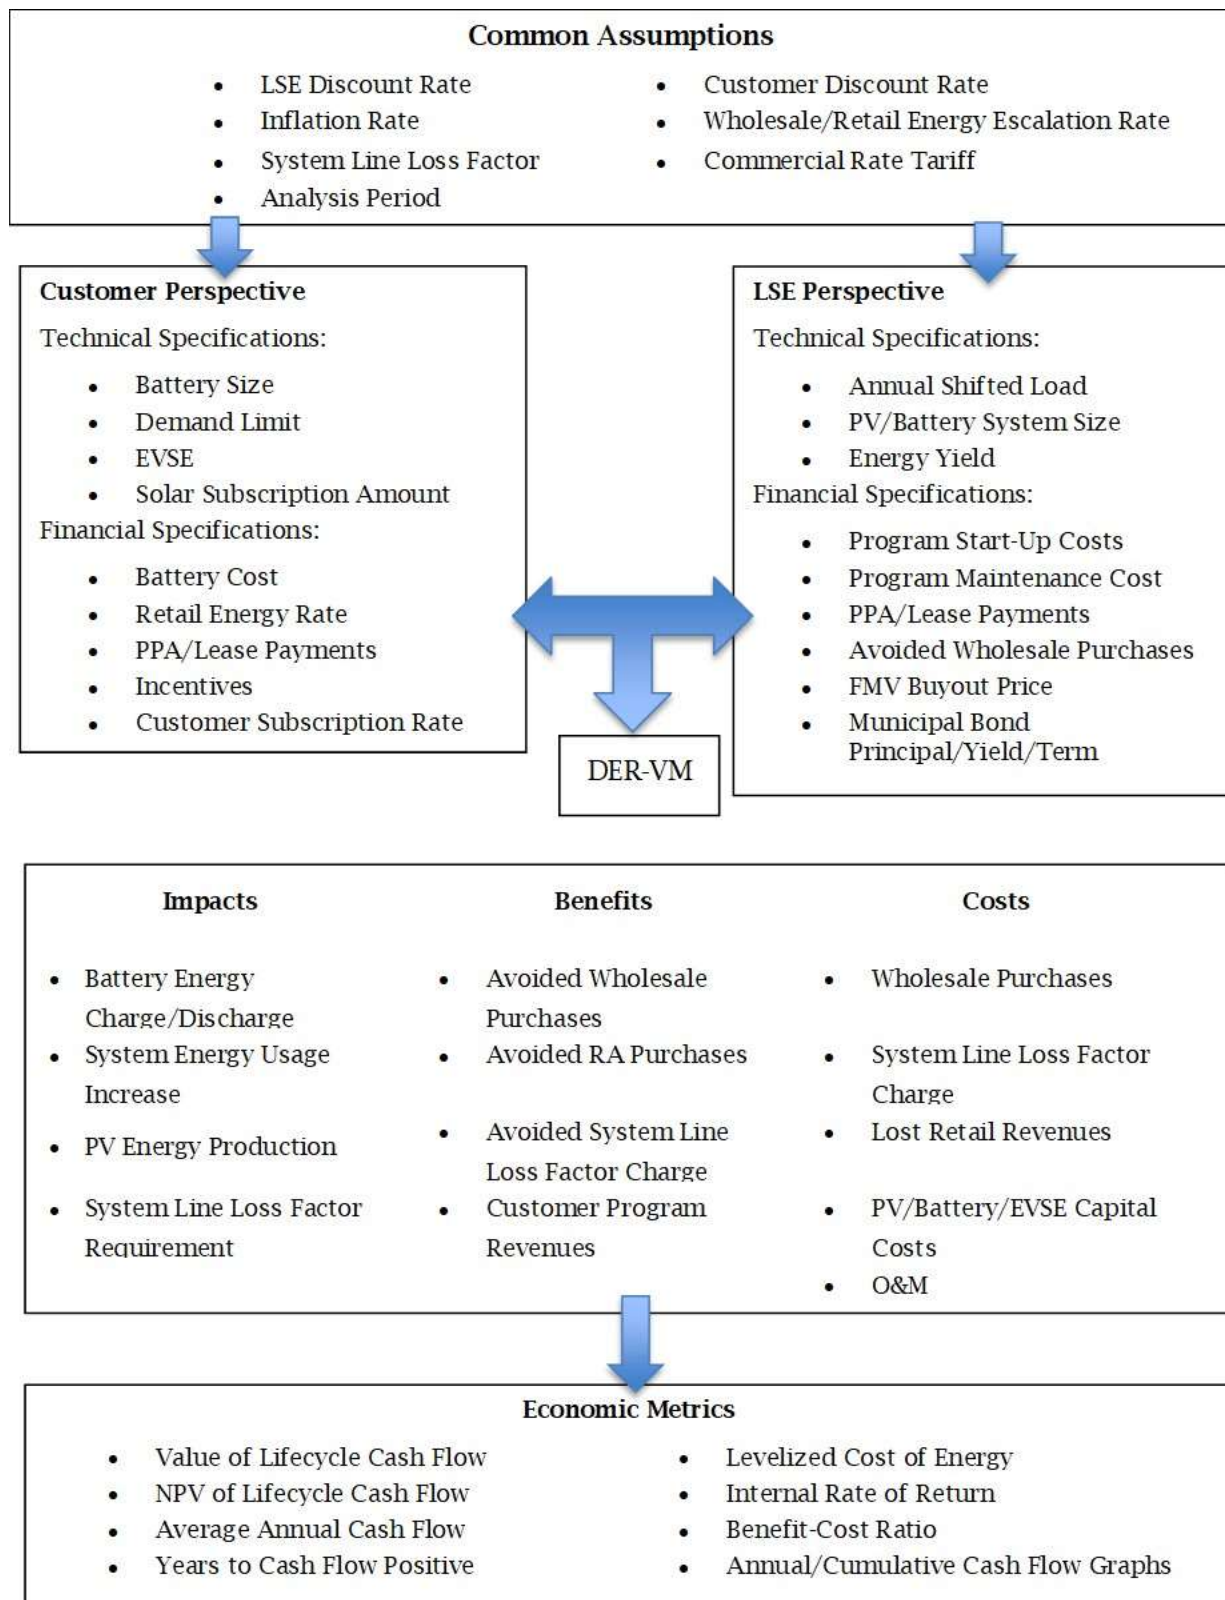 Common Assumptions
• LSE Discount Rate
• Inflation Rate
• System Line Loss Factor
• Analysis Period
• Customer Discount Rate
• Wholesale/Retail Energy Escalation Rate
• Commercial Rate Tariff
Customer Perspective
Technical Specifications:
• Battery Size
• Demand Limit
• EVSE
• Solar Subscription Amount
Financial Specifications:
• Battery Cost
• Retail Energy Rate
• PPA/Lease Payments
• Incentives
• Customer Subscription Rate
LSE Perspective
Technical Specifications:
• Annual Shifted Load
• PV/Battery System Size
• Energy Yield
Financial Specifications:
• Program Start-Up Costs
• Program Maintenance Cost
• PPA/Lease Payments
• Avoided Wholesale Purchases
• FMV Buyout Price
• Municipal Bond
Principal/Yield/Term
DER-VM
Impacts
• Battery Energy
Charge/Discharge
• System Energy Usage
Increase
• PV Energy Production
• System Line Loss Factor
Requirement
Benefits
• Avoided Wholesale
Purchases
• Avoided RA Purchases
• Avoided System Line
Loss Factor Charge
• Customer Program
Revenues
Costs
• Wholesale Purchases
• System Line Loss Factor
Charge
• Lost Retail Revenues
• PV/Battery/EVSE Capital
Costs
• O&M
Economic Metrics
• Value of Lifecycle Cash Flow
• NPV of Lifecycle Cash Flow
• Average Annual Cash Flow
• Years to Cash Flow Positive
• Levelized Cost of Energy
• Internal Rate of Return
• Benefit-Cost Ratio
• Annual/Cumulative Cash Flow Graphs